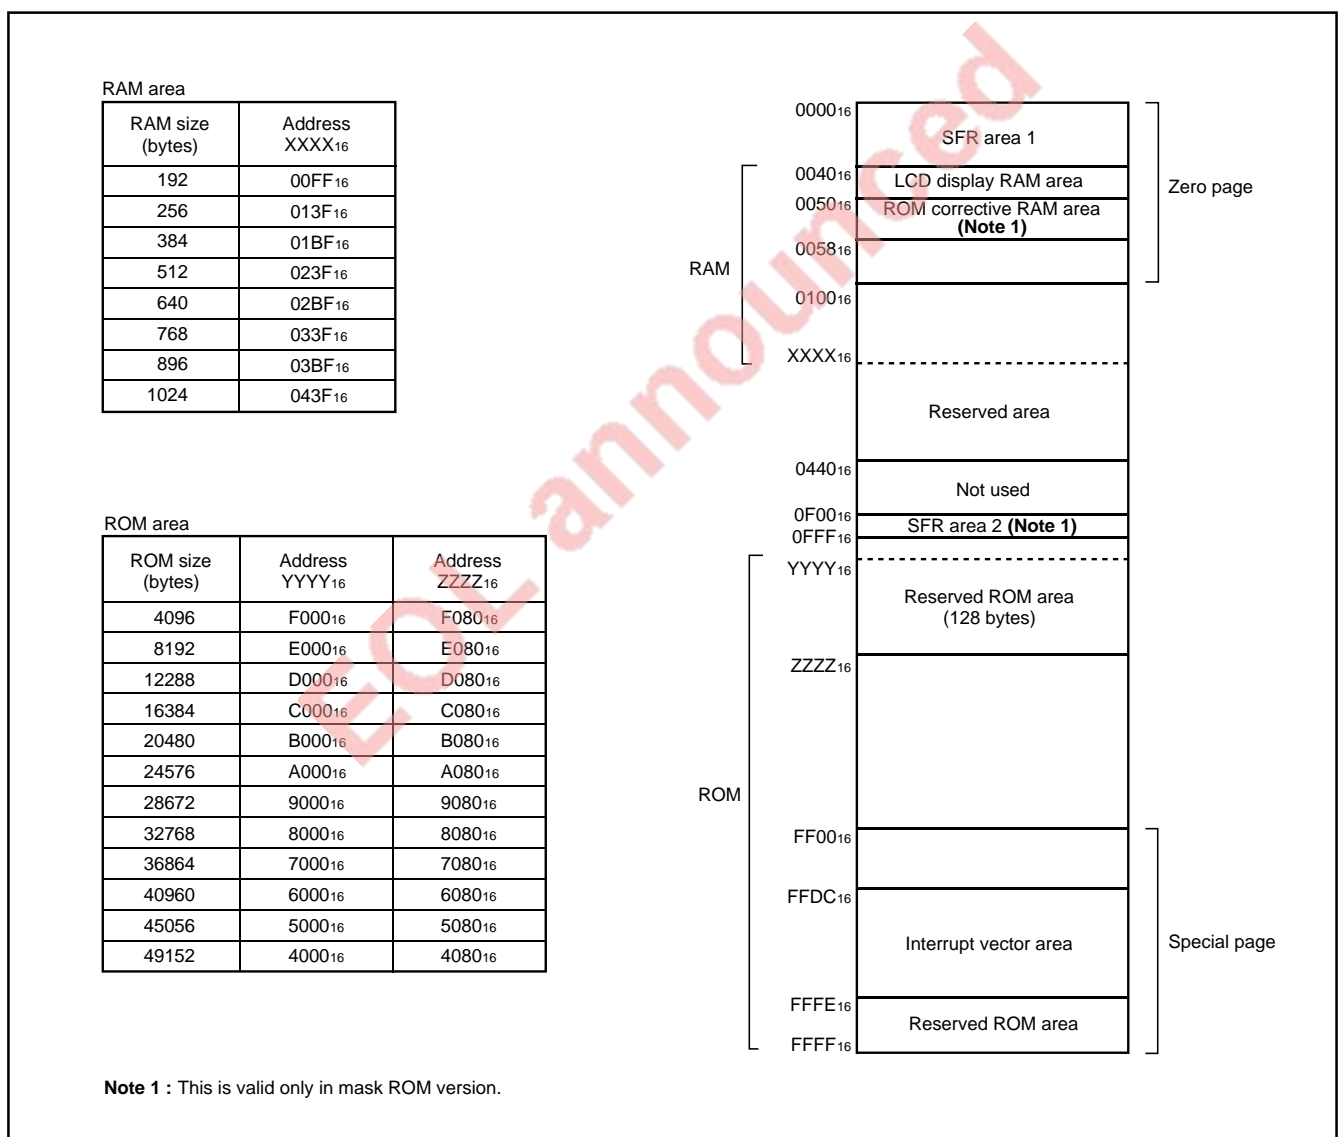 RAM area
RAM size (bytes) Address XXXX16
192 00FF16
256 013F16
384 01BF16
512 023F16
640 02BF16
768 033F16
896 03BF16
1024 043F16
ROM area
ROM size (bytes) Address YYYY16 Address ZZZZ16
4096 F00016 F08016
8192 E00016 E08016
12288 D00016 D08016
16384 C00016 C08016
20480 B00016 B08016
24576 A00016 A08016
28672 900016 908016
32768 800016 808016
36864 700016 708016
40960 600016 608016
45056 500016 508016
49152 400016 408016
000016
SFR area 1
004016
LCD display RAM area
Zero page
005016
ROM corrective RAM area
(Note 1)
005816
RAM
010016
XXXX16
Reserved area
044016
Not used
0F0016
SFR area 2 (Note 1)
0FFF16
YYYY16
Reserved ROM area
(128 bytes)
ZZZZ16
ROM
FF0016
FFDC16
Interrupt vector area
Special page
FFFE16
Reserved ROM area
FFFF16
Note 1 : This is valid only in mask ROM version.
EOL announced